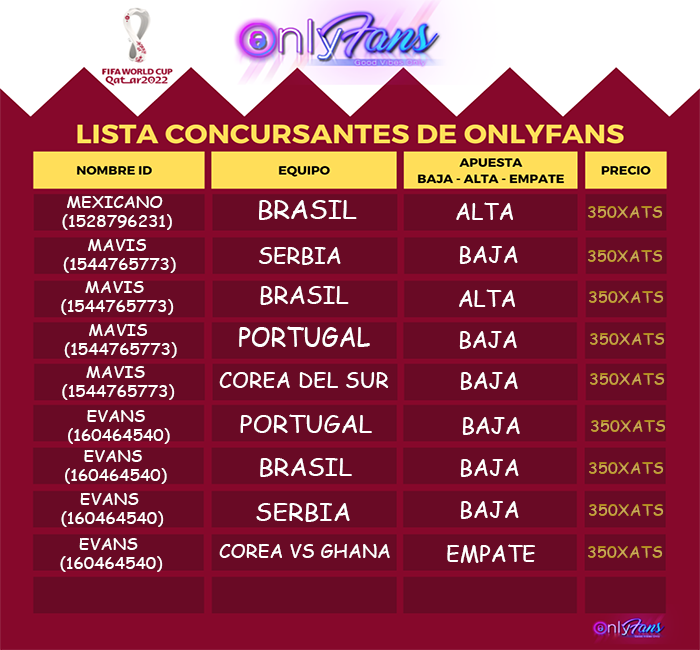 FIFA WORLD CUP
Qatar2022
OnlyFans
Good Vibes Only
LISTA CONCURSANTES DE ONLYFANS
NOMBRE ID
EQUIPO
APUESTA
BAJA - ALTA - EMPATE
PRECIO
MEXICANO
(1528796231)
BRASIL
ALTA
350XATS
MAVIS
(1544765773)
SERBIA
BAJA
350XATS
MAVIS
(1544765773)
BRASIL
ALTA
350XATS
MAVIS
(1544765773)
PORTUGAL
BAJA
350XATS
MAVIS
(1544765773)
COREA DEL SUR
BAJA
350XATS
EVANS
(160464540)
PORTUGAL
BAJA
350XATS
EVANS
(160464540)
BRASIL
BAJA
350XATS
EVANS
(160464540)
SERBIA
BAJA
350XATS
EVANS
(160464540)
COREA VS GHANA
EMPATE
350XATS
OnlyFans